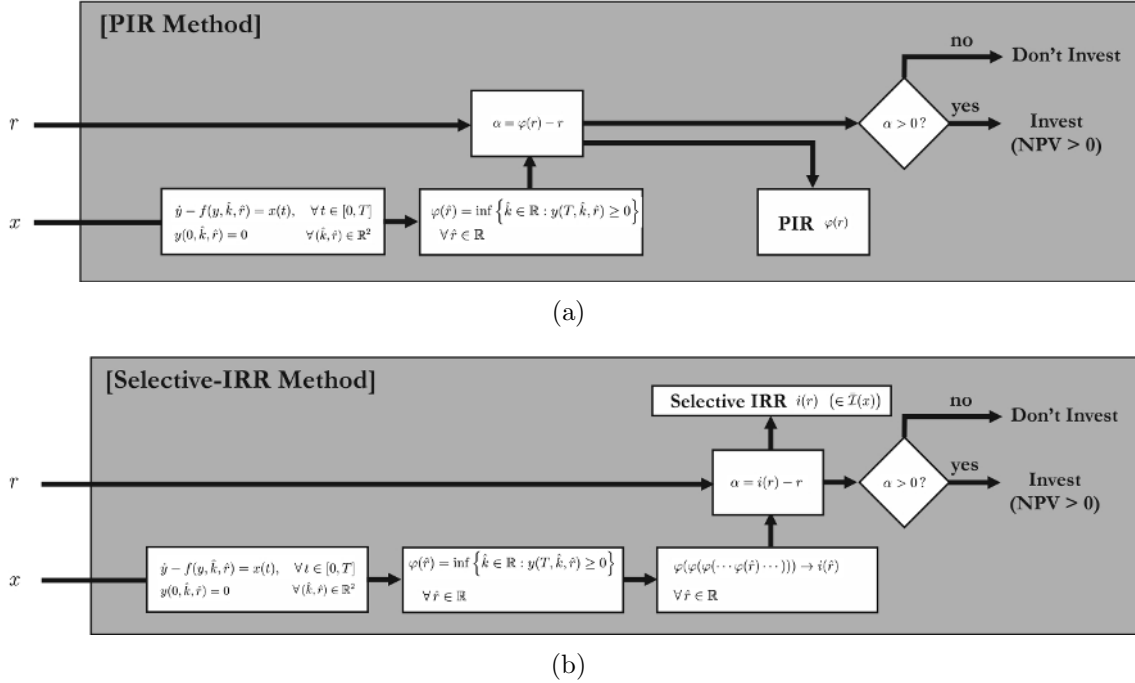 [PIR Method]
no
Don't Invest
r
α = φ(r) − r
α > 0 ?
yes
Invest
(NPV > 0)
x
ẏ − f(y, k̂, r̂) = x(t), ∀ t ∈ [0, T]
y(0, k̂, r̂) = 0 ∀ (k̂, r̂) ∈ ℝ²
φ(r̂) = inf { k̂ ∈ ℝ : y(T, k̂, r̂) ≥ 0 }
∀ r̂ ∈ ℝ
PIR φ(r)
(a)
[Selective-IRR Method]
Selective IRR i(r) (∈ ℐ(x))
no
Don't Invest
r
α = i(r) − r
α > 0 ?
yes
Invest
(NPV > 0)
x
ẏ − f(y, k̂, r̂) = x(t), ∀ t ∈ [0, T]
y(0, k̂, r̂) = 0 ∀ (k̂, r̂) ∈ ℝ²
φ(r̂) = inf { k̂ ∈ ℝ : y(T, k̂, r̂) ≥ 0 }
∀ r̂ ∈ ℝ
φ(φ(φ(⋯φ(r̂)⋯))) → i(r̂)
∀ r̂ ∈ ℝ
(b)